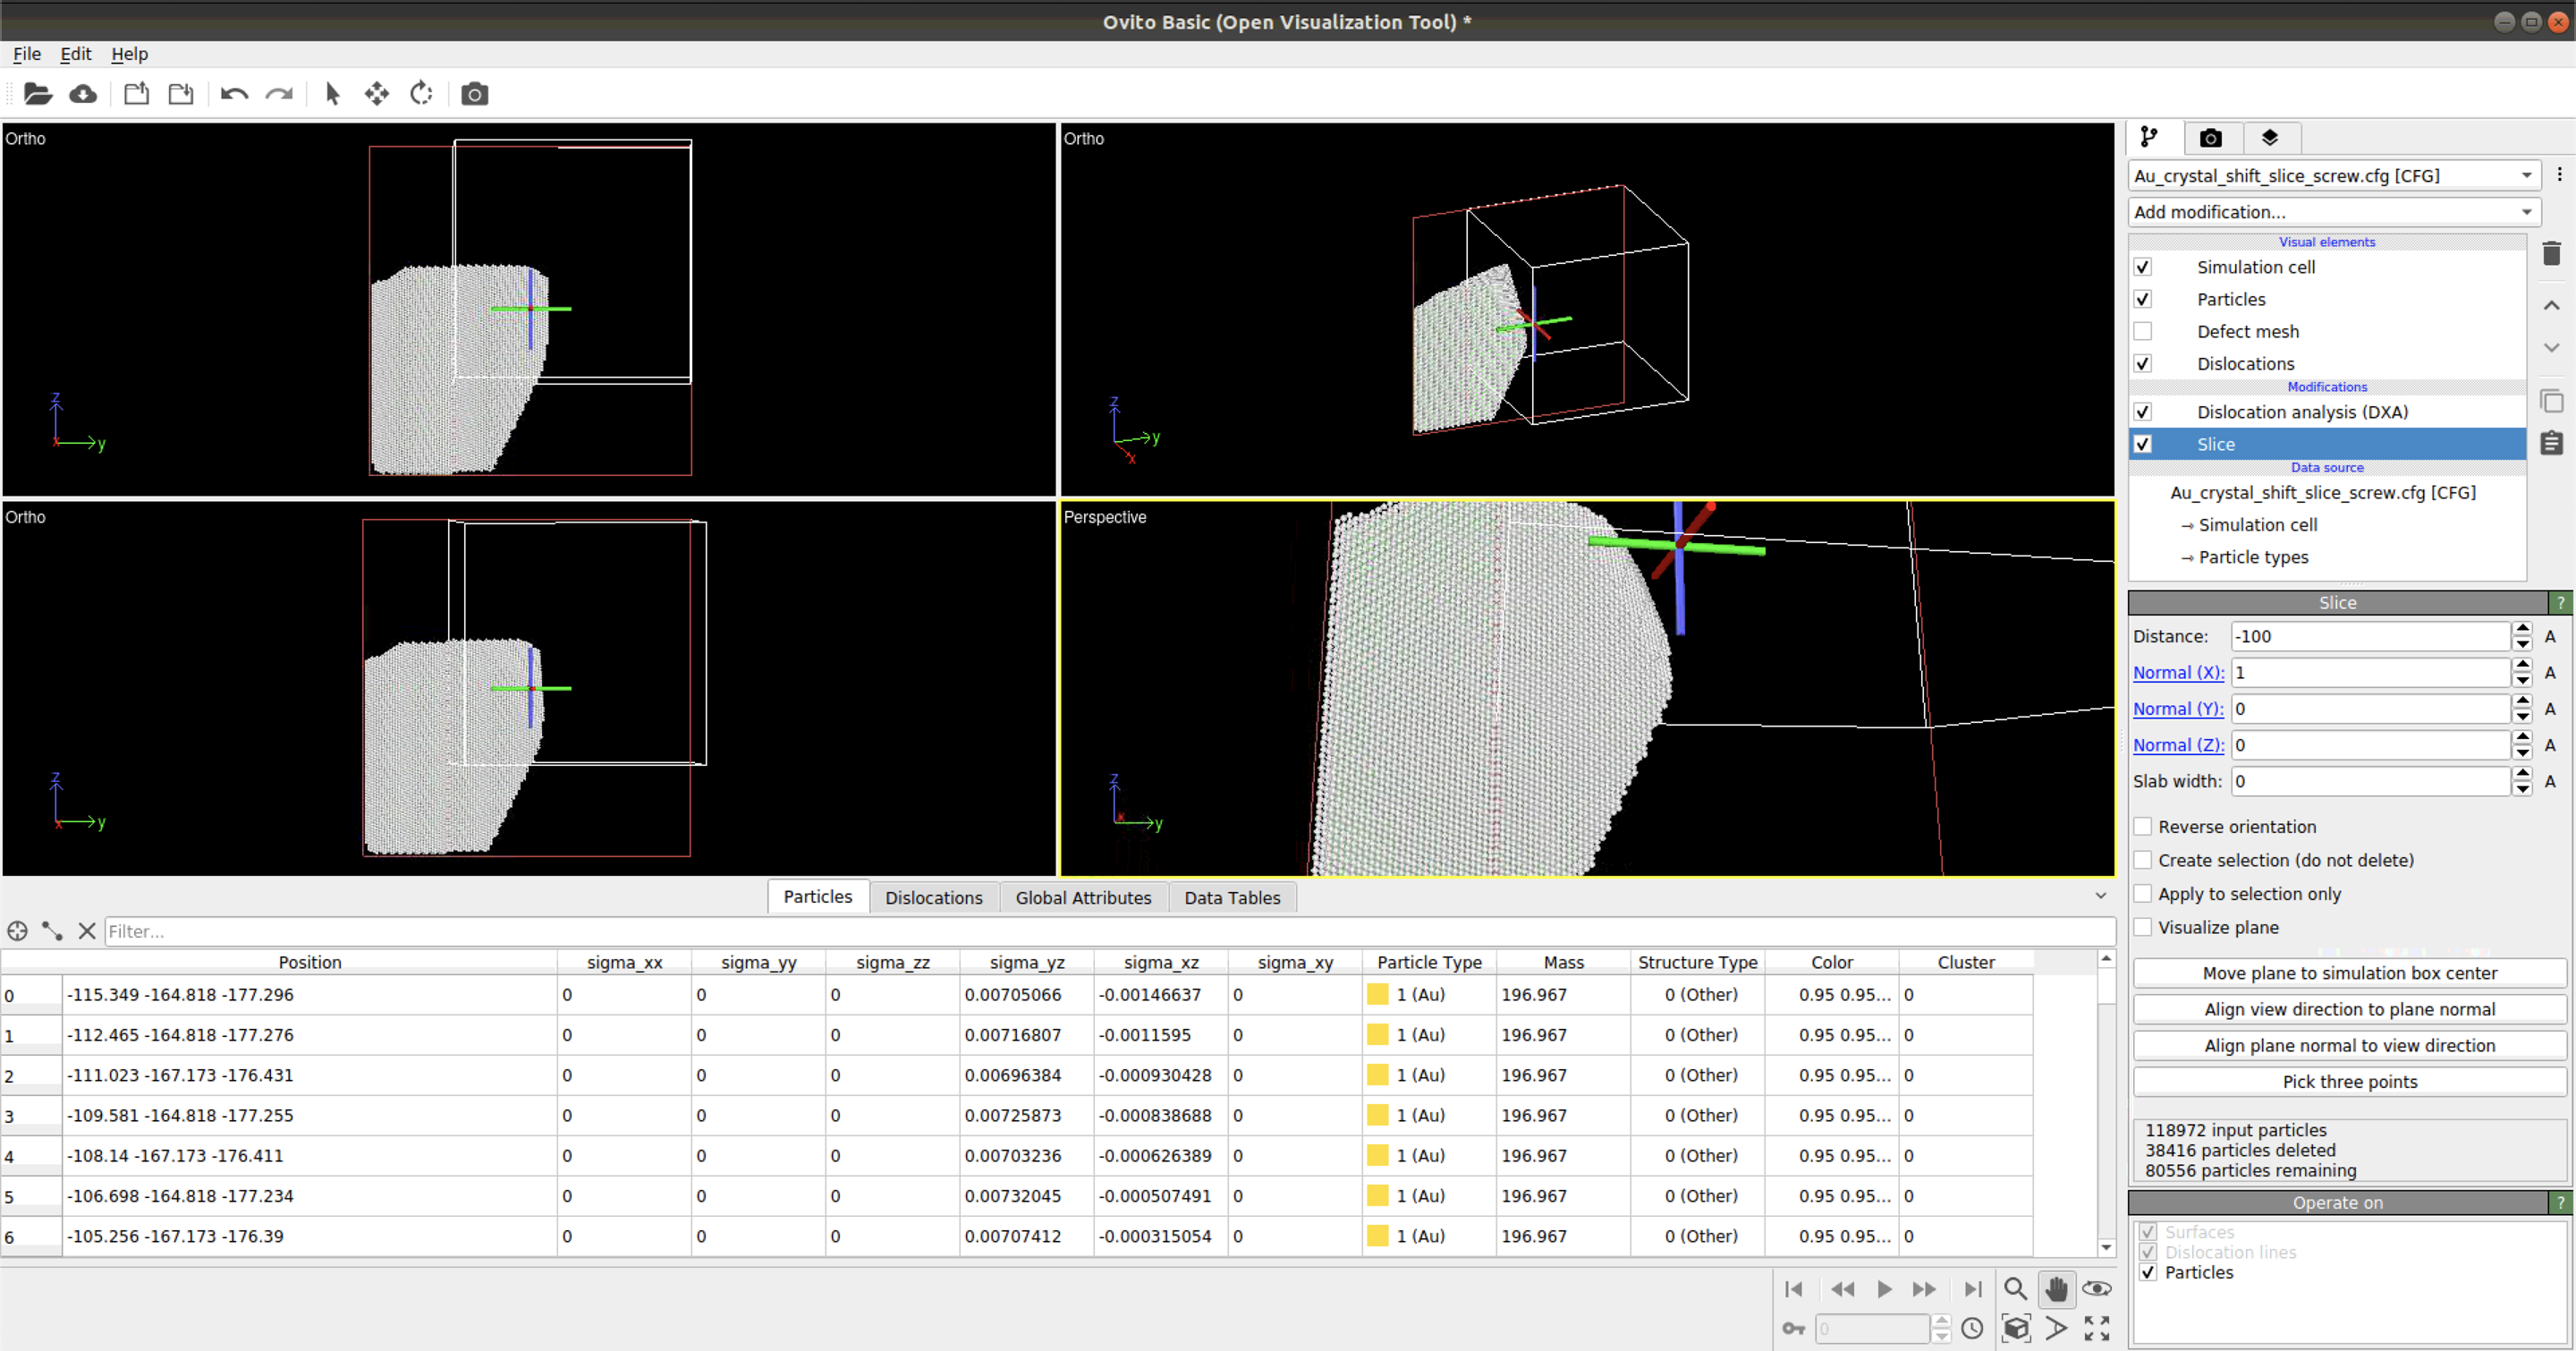 Ovito Basic (Open Visualization Tool) *
File Edit Help
Ortho
z
y
x
Ortho
z
y
x
Ortho
z
y
x
Perspective
z
y
x
Particles Dislocations Global Attributes Data Tables
Filter...
Position sigma_xx sigma_yy sigma_zz sigma_yz sigma_xz sigma_xy Particle Type Mass Structure Type Color Cluster
0 -115.349 -164.818 -177.296 0 0 0 0.00705066 -0.00146637 0 1 (Au) 196.967 0 (Other) 0.95 0.95... 0
1 -112.465 -164.818 -177.276 0 0 0 0.00716807 -0.0011595 0 1 (Au) 196.967 0 (Other) 0.95 0.95... 0
2 -111.023 -167.173 -176.431 0 0 0 0.00696384 -0.000930428 0 1 (Au) 196.967 0 (Other) 0.95 0.95... 0
3 -109.581 -164.818 -177.255 0 0 0 0.00725873 -0.000838688 0 1 (Au) 196.967 0 (Other) 0.95 0.95... 0
4 -108.14 -167.173 -176.411 0 0 0 0.00703236 -0.000626389 0 1 (Au) 196.967 0 (Other) 0.95 0.95... 0
5 -106.698 -164.818 -177.234 0 0 0 0.00732045 -0.000507491 0 1 (Au) 196.967 0 (Other) 0.95 0.95... 0
6 -105.256 -167.173 -176.39 0 0 0 0.00707412 -0.000315054 0 1 (Au) 196.967 0 (Other) 0.95 0.95... 0
0
Au_crystal_shift_slice_screw.cfg [CFG]
Add modification...
Visual elements
Simulation cell
Particles
Defect mesh
Dislocations
Modifications
Dislocation analysis (DXA)
Slice
Data source
Au_crystal_shift_slice_screw.cfg [CFG]
→ Simulation cell
→ Particle types
Slice ?
Distance: -100 A
Normal (X): 1 A
Normal (Y): 0 A
Normal (Z): 0 A
Slab width: 0 A
Reverse orientation
Create selection (do not delete)
Apply to selection only
Visualize plane
Move plane to simulation box center
Align view direction to plane normal
Align plane normal to view direction
Pick three points
118972 input particles
38416 particles deleted
80556 particles remaining
Operate on ?
Surfaces
Dislocation lines
Particles